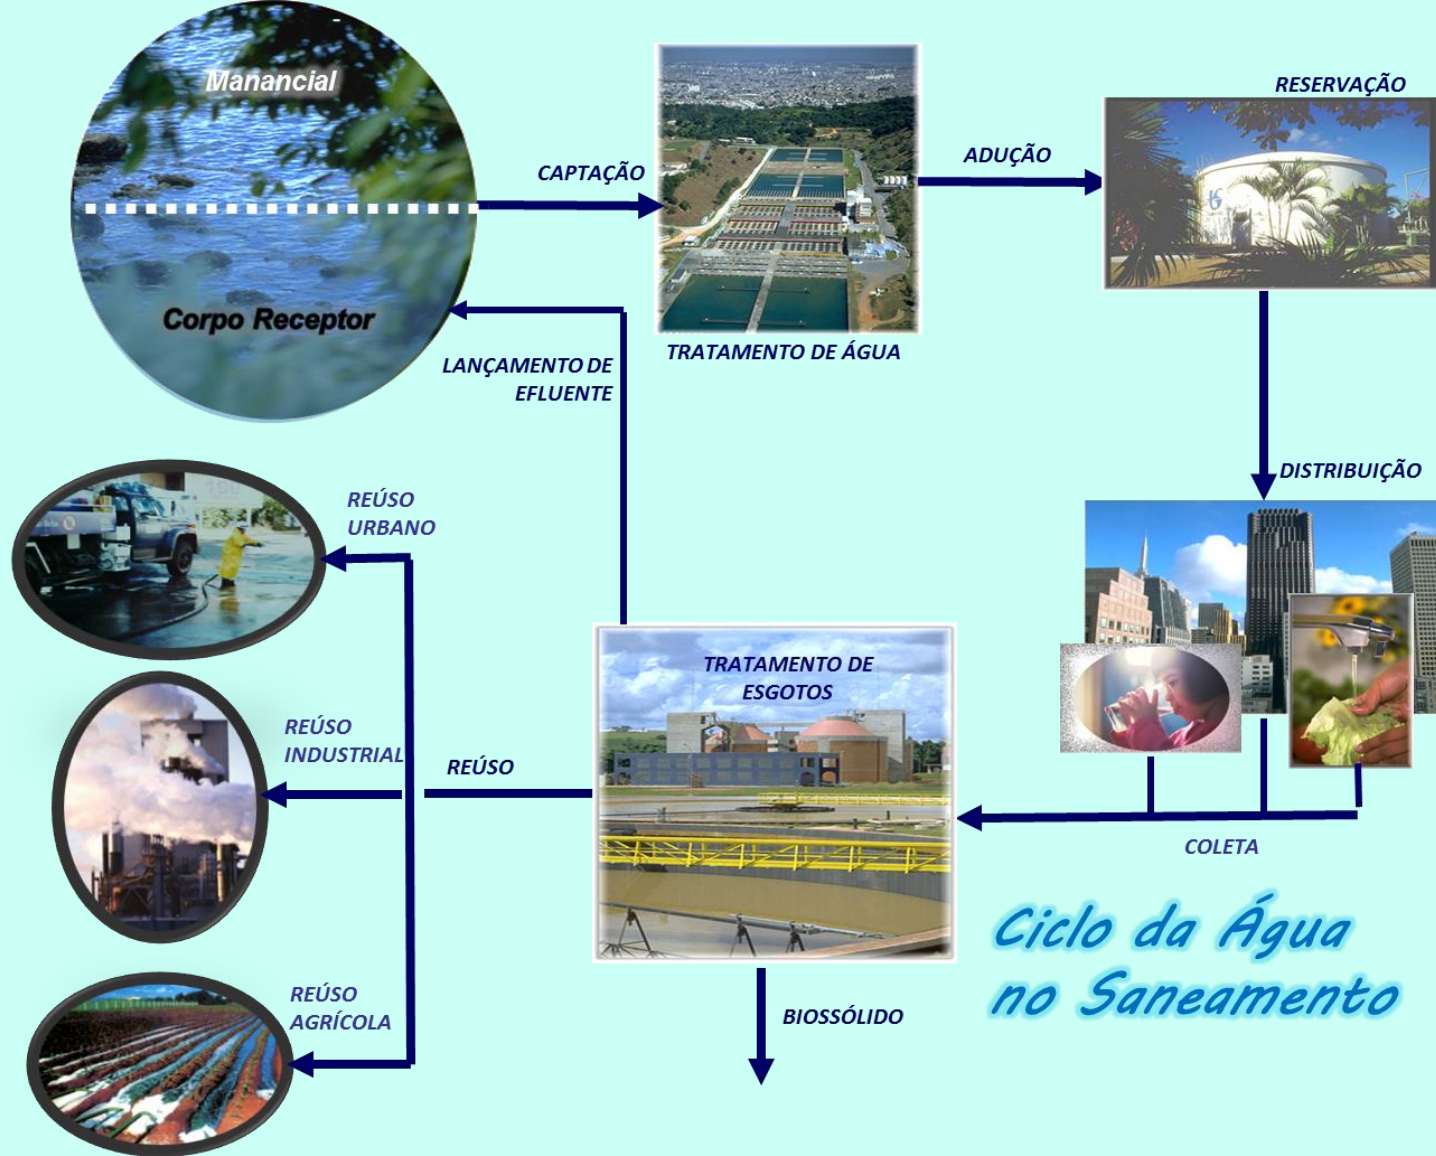 Manancial
Corpo Receptor
CAPTAÇÃO
TRATAMENTO DE ÁGUA
ADUÇÃO
RESERVAÇÃO
DISTRIBUIÇÃO
LANÇAMENTO DE
EFLUENTE
REÚSO
URBANO
REÚSO
INDUSTRIAL
REÚSO
AGRÍCOLA
REÚSO
TRATAMENTO DE
ESGOTOS
COLETA
BIOSSÓLIDO
Ciclo da Água
no Saneamento